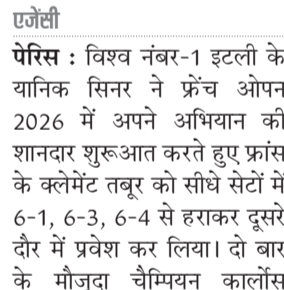 एजेंसी
पेरिस : विश्व नंबर-1 इटली के
यानिक सिनर ने फ्रेंच ओपन
2026 में अपने अभियान की
शानदार शुरूआत करते हुए फ्रांस
के क्लेमेंट तबूर को सीधे सेटों में
6-1, 6-3, 6-4 से हराकर दूसरे
दौर में प्रवेश कर लिया। दो बार
के मौजूदा चैम्पियन कार्लोस